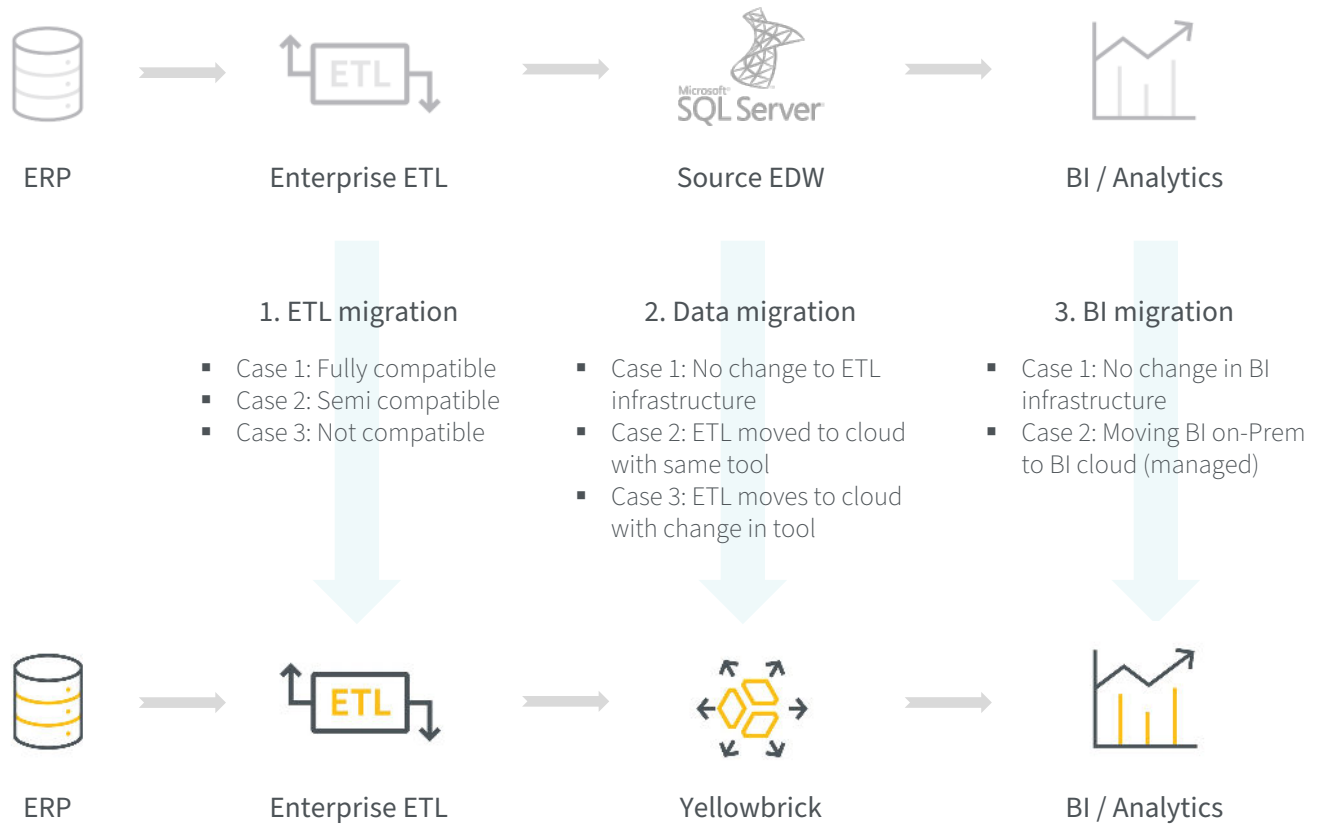 ETL
Microsoft®
SQL Server
ERP
Enterprise ETL
Source EDW
BI / Analytics
1. ETL migration
▪ Case 1: Fully compatible
▪ Case 2: Semi compatible
▪ Case 3: Not compatible
2. Data migration
▪ Case 1: No change to ETL
infrastructure
▪ Case 2: ETL moved to cloud
with same tool
▪ Case 3: ETL moves to cloud
with change in tool
3. BI migration
▪ Case 1: No change in BI
infrastructure
▪ Case 2: Moving BI on-Prem
to BI cloud (managed)
ETL
ERP
Enterprise ETL
Yellowbrick
BI / Analytics